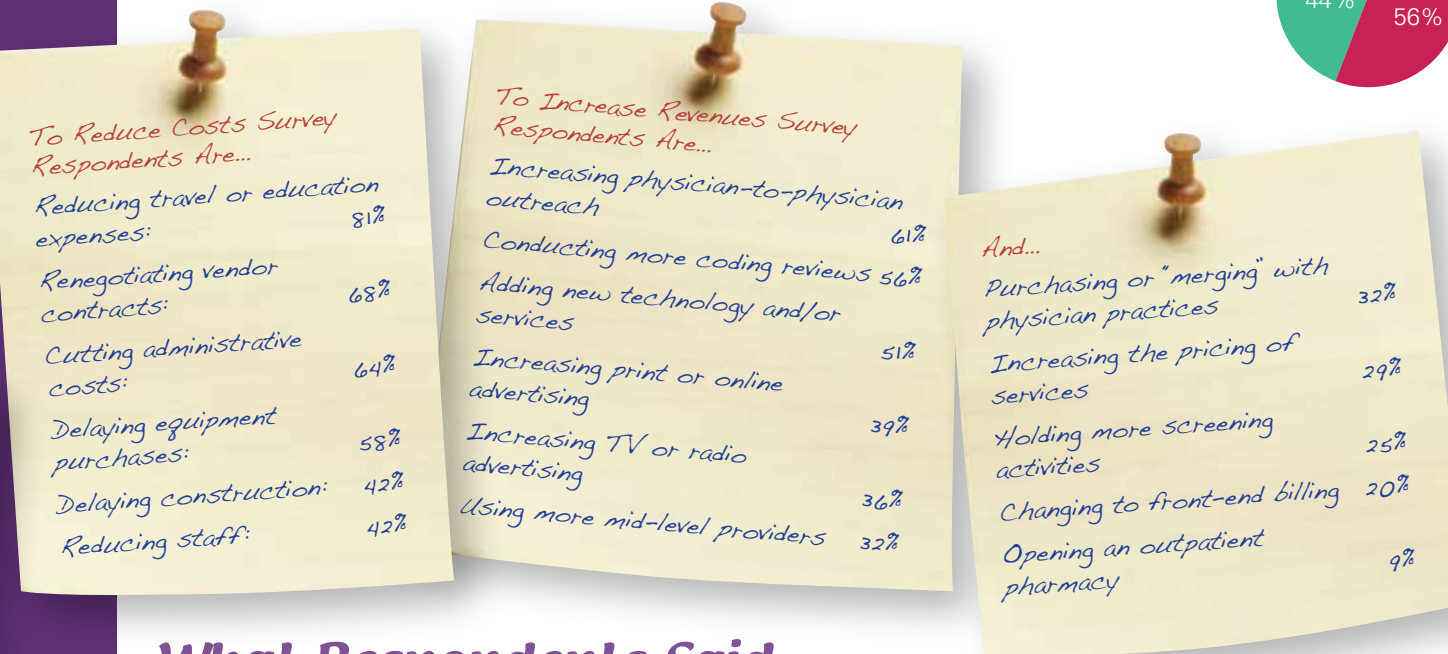 44%
56%
To Reduce Costs Survey
Respondents Are...
Reducing travel or education
expenses: 81%
Renegotiating vendor
contracts: 68%
Cutting administrative
costs: 64%
Delaying equipment
purchases: 58%
Delaying construction: 42%
Reducing staff: 42%
To Increase Revenues Survey
Respondents Are...
Increasing physician-to-physician
outreach 61%
Conducting more coding reviews 56%
Adding new technology and/or
services 51%
Increasing print or online
advertising 39%
Increasing TV or radio
advertising 36%
Using more mid-level providers 32%
And...
Purchasing or "merging" with
physician practices 32%
Increasing the pricing of
services 29%
Holding more screening
activities 25%
Changing to front-end billing 20%
Opening an outpatient
pharmacy 9%
What Respondents Said